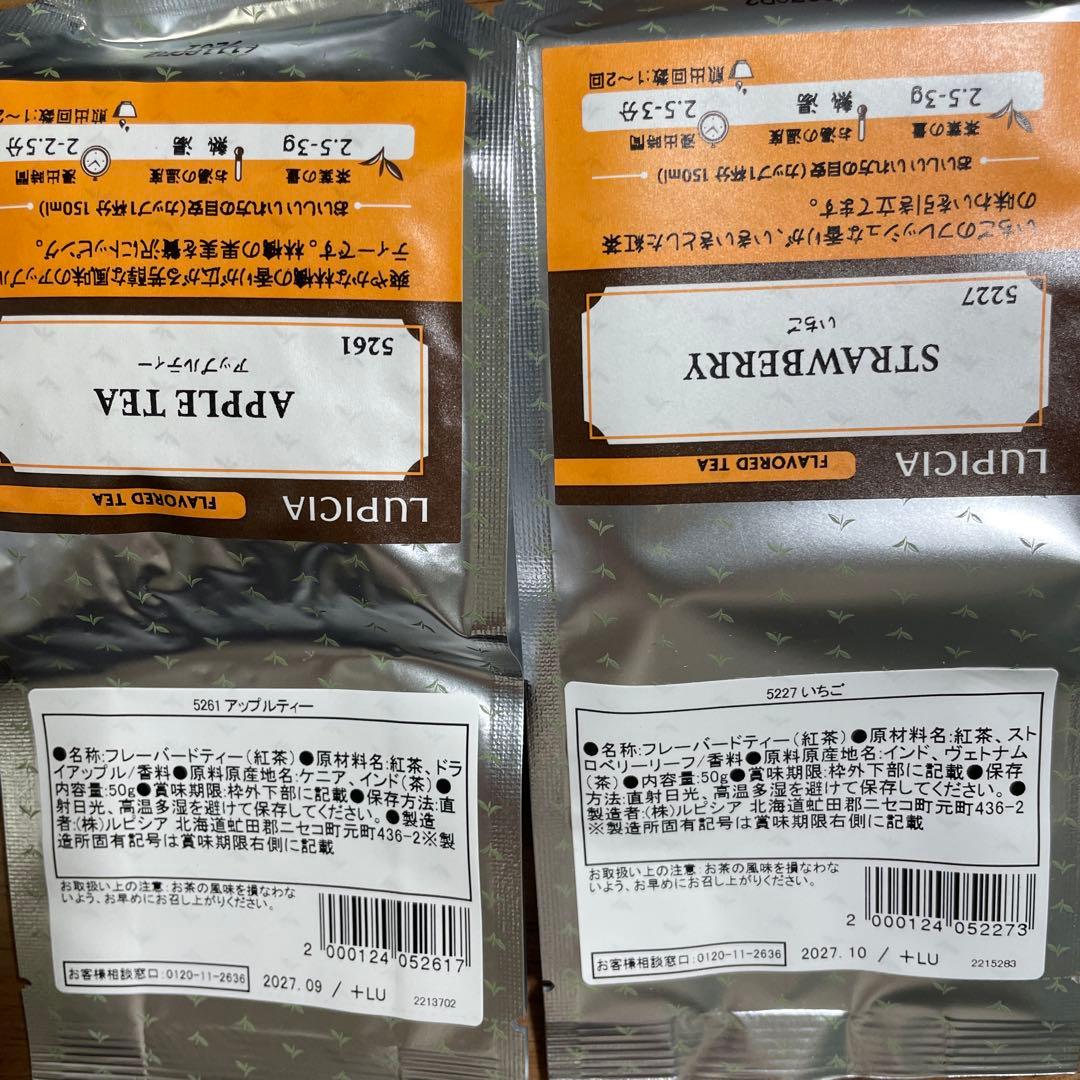 LUPICIA
FLAVORED TEA
APPLE TEA
アップルティー
5261
爽やかな林檎の香りが広がる芳醇な風味のアップル
ティーです。林檎の果実を贅沢にトッピング。
おいしいいれ方の目安(カップ1杯分 150ml)
茶葉の量
お湯の温度
浸出時間
2.5-3g
熱湯
2-2.5分
煎出回数:1〜2
5261 アップルティー
●名称:フレーバードティー(紅茶)●原材料名:紅茶、ドラ
イアップル/香料●原料原産地名:ケニア、インド(茶)●
内容量:50g●賞味期限:枠外下部に記載●保存方法:直
射日光、高温多湿を避けて保存してください。●製造
者:(株)ルピシア 北海道虻田郡ニセコ町元町436-2※製
造所固有記号は賞味期限右側に記載
お取扱い上の注意:お茶の風味を損なわな
いよう、お早めにお召し上がりください。
2 000124 052617
お客様相談窓口:0120-11-2636
2027.09 / +LU
2213702
LUPICIA
FLAVORED TEA
STRAWBERRY
いちご
5227
いちごのフレッシュな香りが、いきいきとした紅茶
の味わいを引き立てます。
おいしいいれ方の目安(カップ1杯分 150ml)
茶葉の量
お湯の温度
浸出時間
2.5-3g
熱湯
2.5-3分
煎出回数:1〜2回
5227 いちご
●名称:フレーバードティー(紅茶)●原材料名:紅茶、スト
ロベリーリーフ/香料●原料原産地名:インド、ヴェトナム
(茶)●内容量:50g●賞味期限:枠外下部に記載●保存
方法:直射日光、高温多湿を避けて保存してください。●
製造者:(株)ルピシア 北海道虻田郡ニセコ町元町436-2
※製造所固有記号は賞味期限右側に記載
お取扱い上の注意:お茶の風味を損なわな
いよう、お早めにお召し上がりください。
2 000124 052273
お客様相談窓口:0120-11-2636
2027.10 / +LU
2215283